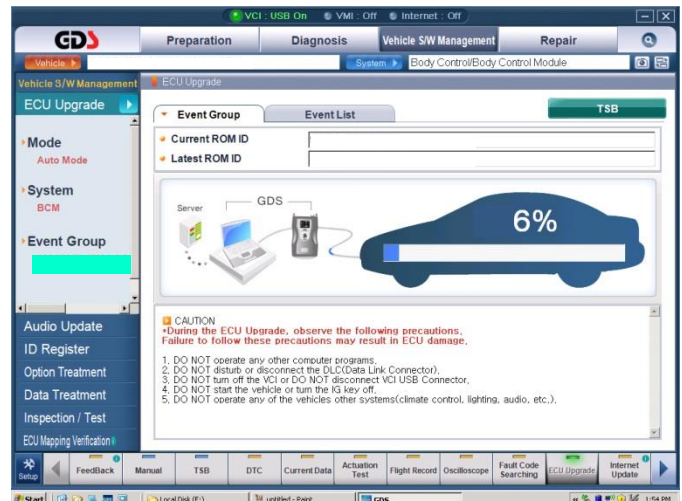 VCI : USB On VMI : Off Internet : Off
GDS Preparation Diagnosis Vehicle S/W Management Repair
Vehicle System Body Control/Body Control Module
Vehicle S/W Management ECU Upgrade
ECU Upgrade
Event Group Event List TSB
Current ROM ID
Latest ROM ID
Mode
Auto Mode
System
BCM
Event Group
Server GDS
6%
CAUTION
•During the ECU Upgrade, observe the following precautions,
Failure to follow these precautions may result in ECU damage,
1, DO NOT operate any other computer programs,
2, DO NOT disturb or disconnect the DLC(Data Link Connector),
3, DO NOT turn off the VCI or DO NOT disconnect VCI USB Connector,
4, DO NOT start the vehicle or turn the IG key off,
5, DO NOT operate any of the vehicles other systems(climate control, lighting, audio, etc,),
Audio Update
ID Register
Option Treatment
Data Treatment
Inspection / Test
ECU Mapping Verification
Setup FeedBack Manual TSB DTC Current Data Actuation Test Flight Record Oscilloscope Fault Code Searching ECU Upgrade Internet Update
Start Local Disk (F:) untitled - Paint GDS 1:54 PM